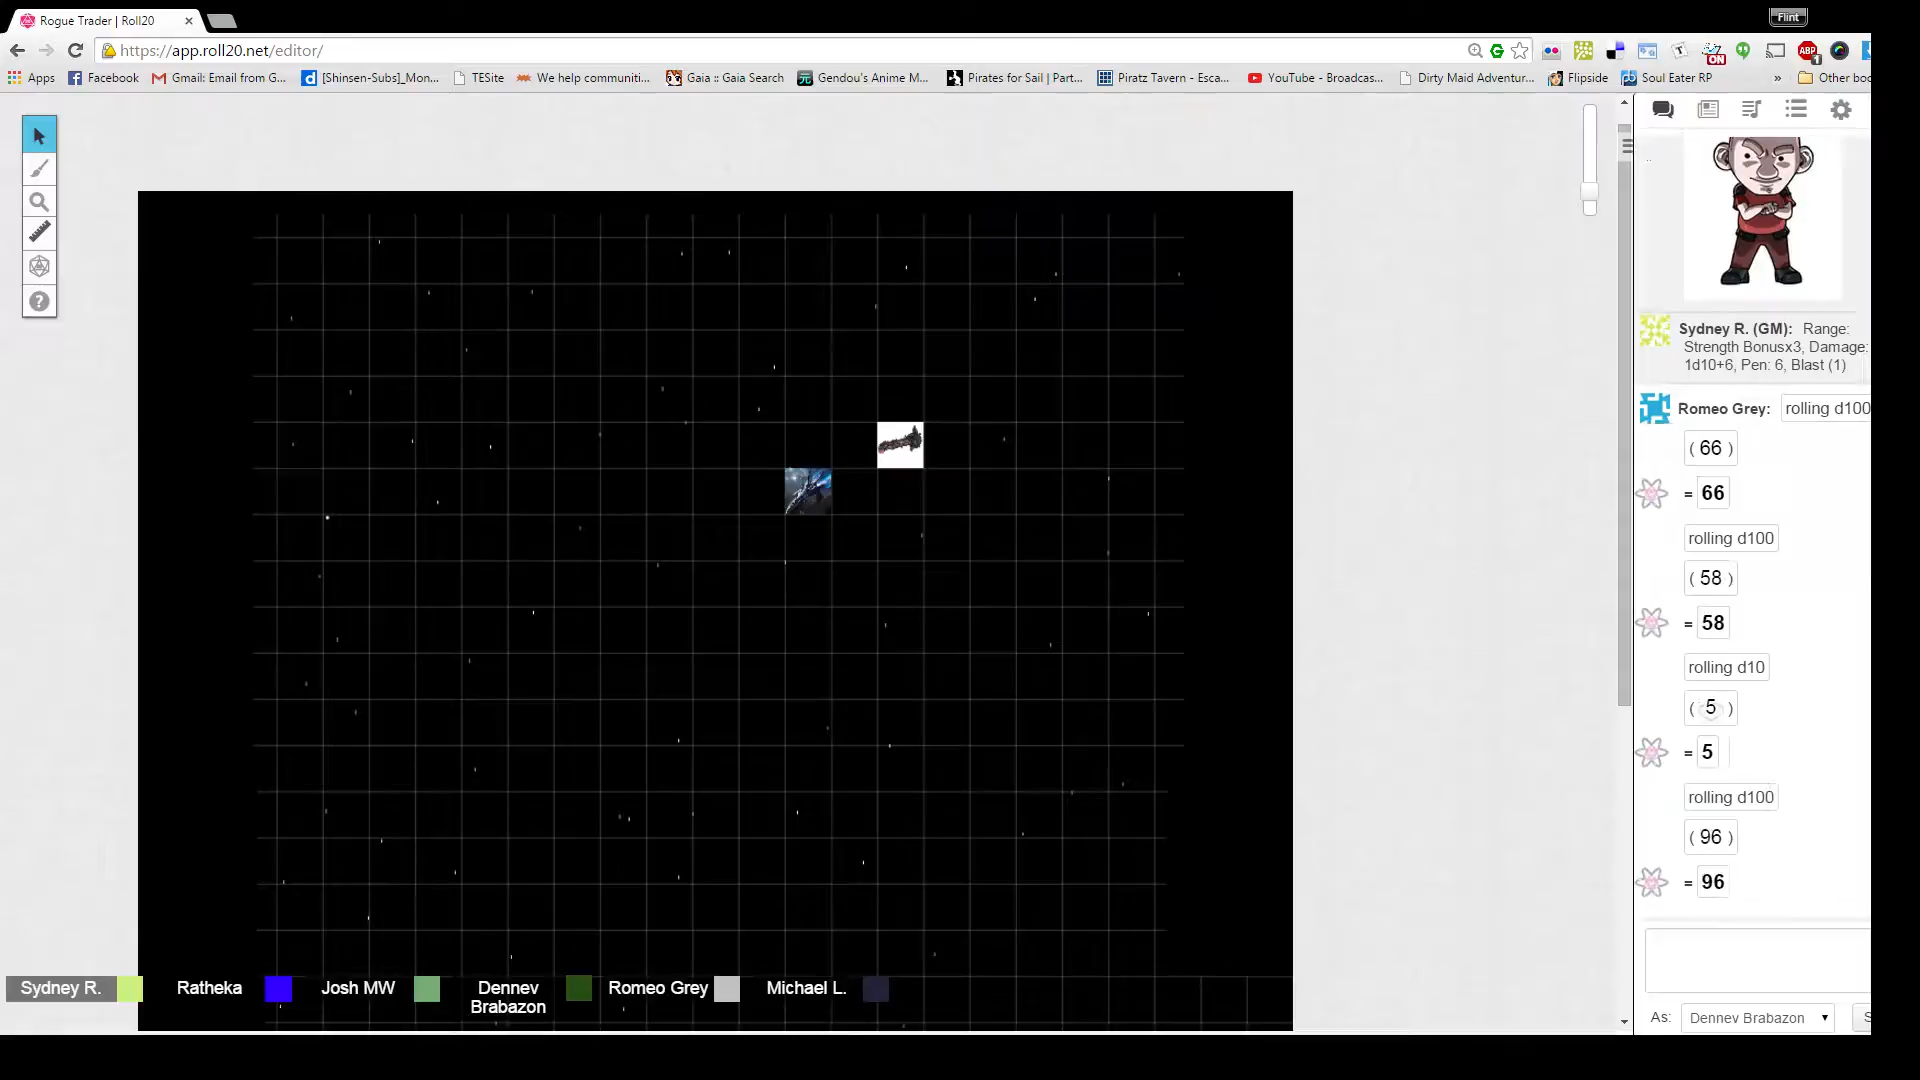 Rogue Trader | Roll20
Flint
https://app.roll20.net/editor/
Apps
Facebook
Gmail: Email from G...
[Shinsen-Subs]_Mon...
TESite
We help communiti...
Gaia :: Gaia Search
Gendou's Anime M...
Pirates for Sail | Part...
Piratz Tavern - Esca...
YouTube - Broadcas...
Dirty Maid Adventur...
Flipside
Soul Eater RP
»
Other boo
ABP
1
ON
Sydney R. (GM): Range:
Strength Bonusx3, Damage:
1d10+6, Pen: 6, Blast (1)
Romeo Grey: rolling d100
( 66 )
= 66
rolling d100
( 58 )
= 58
rolling d10
( 5 )
= 5
rolling d100
( 96 )
= 96
As: Dennev Brabazon
Sydney R.
Ratheka
Josh MW
Dennev
Brabazon
Romeo Grey
Michael L.